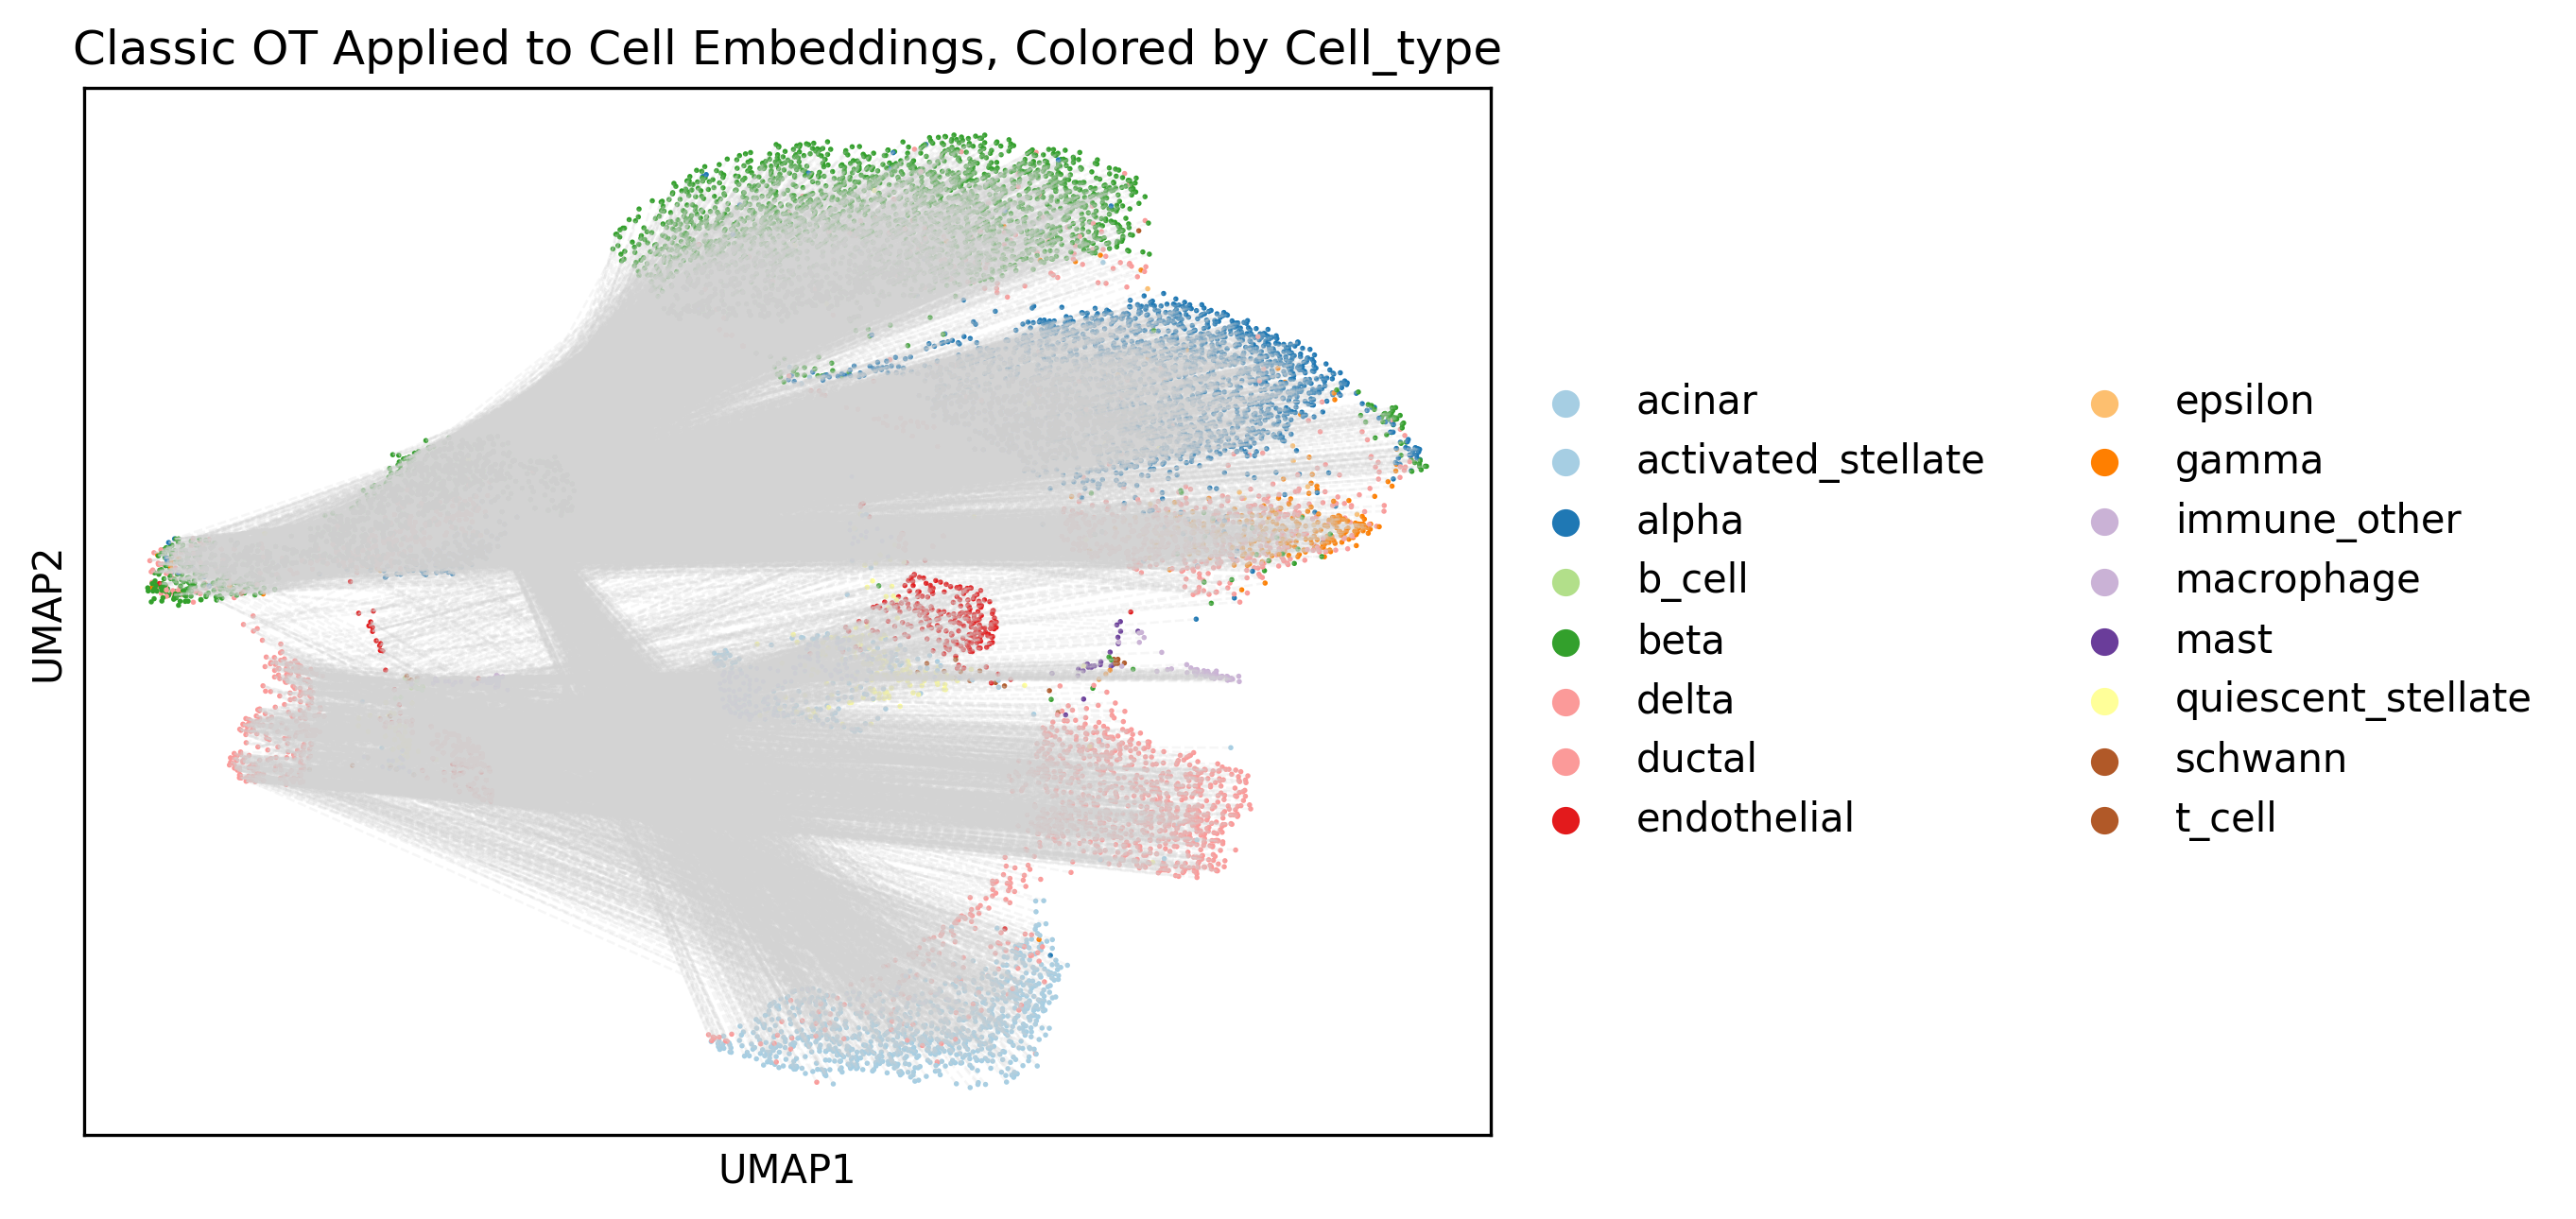 Classic OT Applied to Cell Embeddings, Colored by Cell_type
UMAP2
UMAP1
acinar
activated_stellate
alpha
b_cell
beta
delta
ductal
endothelial
epsilon
gamma
immune_other
macrophage
mast
quiescent_stellate
schwann
t_cell